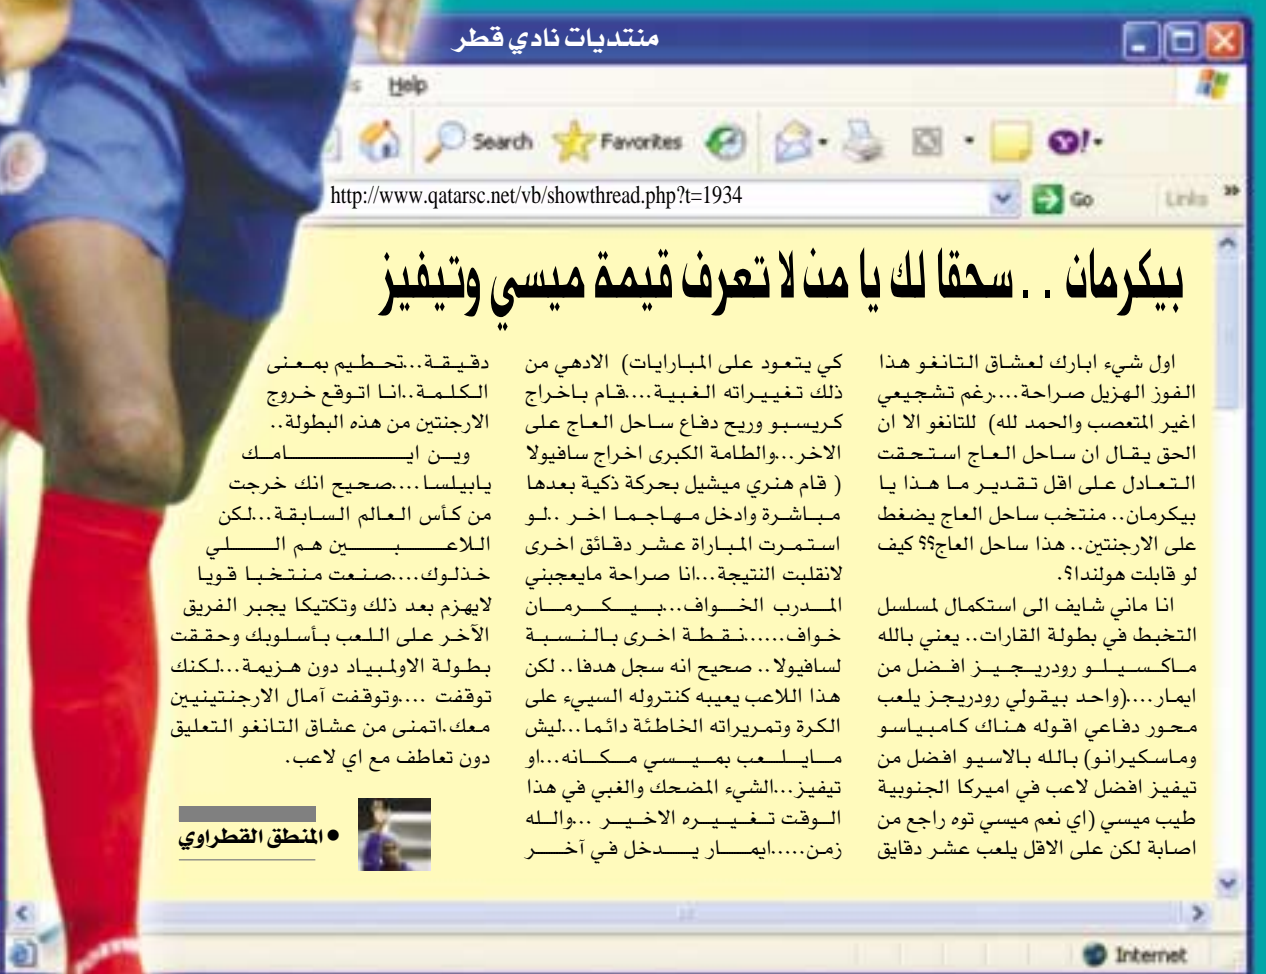 منتديات نادي قطر
Help
Search Favorites
http://www.qatarsc.net/vb/showthread.php?t=1934
Go Links
بيكرمان . . سحقا لك يا من لا تعرف قيمة ميسي وتيفيز
اول شيء ابارك لعشاق التانغو هذا
الفوز الهزيل صراحة....رغم تشجيعي
اغير المتعصب والحمد لله) للتانغو الا ان
الحق يقال ان ساحل العاج استحقت
التعادل على اقل تقدير ما هذا يا
بيكرمان.. منتخب ساحل العاج يضغط
على الارجنتين.. هذا ساحل العاج؟؟ كيف
لو قابلت هولندا؟.
انا ماني شايف الى استكمال لمسلسل
التخبط في بطولة القارات.. يعني بالله
ماكسيلو رودريجيز افضل من
ايمار....(واحد بيقولي رودريجز يلعب
محور دفاعي اقوله هناك كامبياسو
وماسكيرانو) بالله بالاسيو افضل من
تيفيز افضل لاعب في اميركا الجنوبية
طيب ميسي (اي نعم ميسي توه راجع من
اصابة لكن على الاقل يلعب عشر دقايق
كي يتعود على المبارايات) الادهي من
ذلك تغييراته الغبية....قام باخراج
كريسبو وريح دفاع ساحل العاج على
الاخر...والطامة الكبرى اخراج سافيولا
( قام هنري ميشيل بحركة ذكية بعدها
مباشرة وادخل مهاجما اخر ..لو
استمرت المباراة عشر دقائق اخرى
لانقلبت النتيجة...انا صراحة مايعجبني
المدرب الخواف...بيكرمان
خواف......نقطة اخرى بالنسبة
لسافيولا.. صحيح انه سجل هدفا.. لكن
هذا اللاعب يعيبه كنتروله السيء على
الكرة وتمريراته الخاطئة دائما...ليش
مايلعب بميسي مكانه...او
تيفيز...الشيء المضحك والغبي في هذا
الوقت تغييره الاخير ...والله
زمن.....ايمار يدخل في آخر
دقيقة...تحطيم بمعنى
الكلمة..انا اتوقع خروج
الارجنتين من هذه البطولة..
وين ايامك
يابيلسا....صحيح انك خرجت
من كأس العالم السابقة...لكن
اللاعبين هم اللي
خذلوك....صنعت منتخبا قويا
لايهزم بعد ذلك وتكتيكا يجبر الفريق
الآخر على اللعب بأسلوبك وحققت
بطولة الاولمبياد دون هزيمة...لكنك
توقفت ....وتوقفت آمال الارجنتينيين
معك.اتمنى من عشاق التانغو التعليق
دون تعاطف مع اي لاعب.
● المنطق القطراوي
Internet